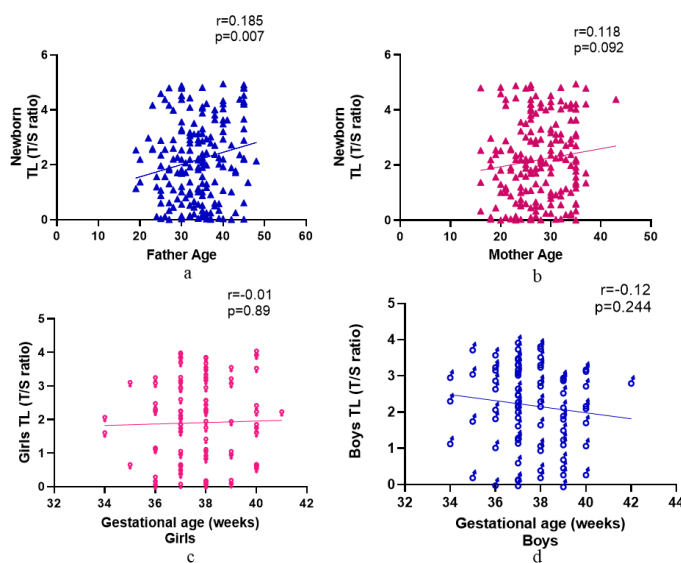 r=0.185
p=0.007
6
4
2
0
Newborn
TL (T/S ratio)
0 10 20 30 40 50 60
Father Age
a
r=0.118
p=0.092
6
4
2
0
Newborn
TL (T/S ratio)
0 10 20 30 40 50
Mother Age
b
r=-0.01
p=0.89
5
4
3
2
1
0
Girls TL (T/S ratio)
32 34 36 38 40 42
Gestational age (weeks)
Girls
c
r=-0.12
p=0.244
5
4
3
2
1
0
Boys TL (T/S ratio)
32 34 36 38 40 42 44
Gestational age (weeks)
Boys
d